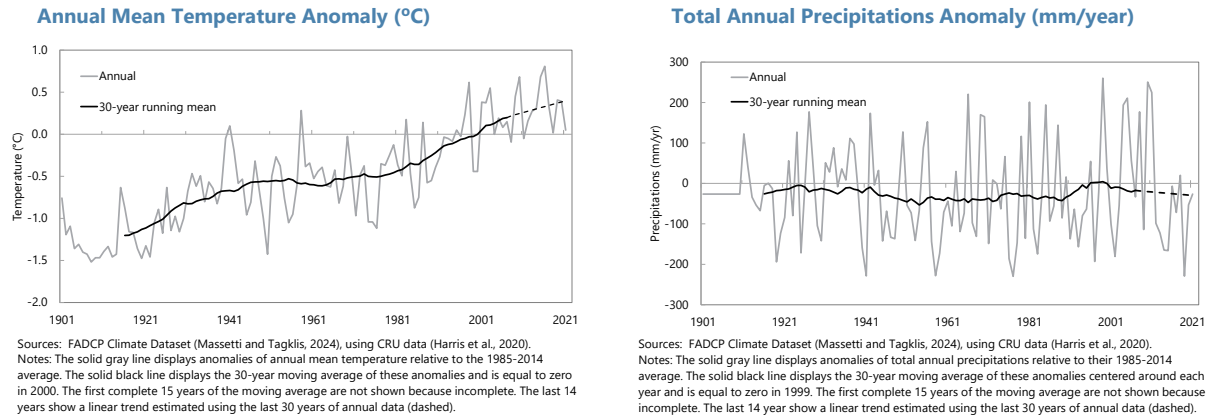 Annual Mean Temperature Anomaly (ºC)
1.0
0.5
0.0
-0.5
-1.0
-1.5
-2.0
Temperature (°C)
Annual
30-year running mean
1901 1921 1941 1961 1981 2001 2021
Sources: FADCP Climate Dataset (Massetti and Tagklis, 2024), using CRU data (Harris et al., 2020).
Notes: The solid gray line displays anomalies of annual mean temperature relative to the 1985-2014
average. The solid black line displays the 30-year moving average of these anomalies and is equal to zero
in 2000. The first complete 15 years of the moving average are not shown because incomplete. The last 14
years show a linear trend estimated using the last 30 years of annual data (dashed).
Total Annual Precipitations Anomaly (mm/year)
300
200
100
0
-100
-200
-300
Precipitations (mm/yr)
Annual
30-year running mean
1901 1921 1941 1961 1981 2001 2021
Sources: FADCP Climate Dataset (Massetti and Tagklis, 2024), using CRU data (Harris et al., 2020).
Notes: The solid gray line displays anomalies of total annual precipitations relative to their 1985-2014
average. The solid black line displays the 30-year moving average of these anomalies centered around each
year and is equal to zero in 1999. The first complete 15 years of the moving average are not shown because
incomplete. The last 14 year show a linear trend estimated using the last 30 years of annual data (dashed).